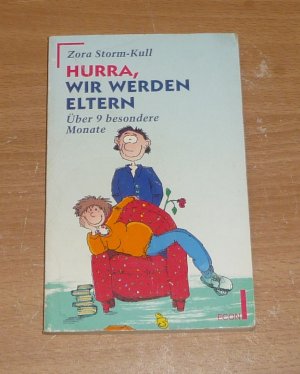 Zora Storm-Kull
HURRA,
WIR WERDEN
ELTERN
Über 9 besondere
Monate
ECON